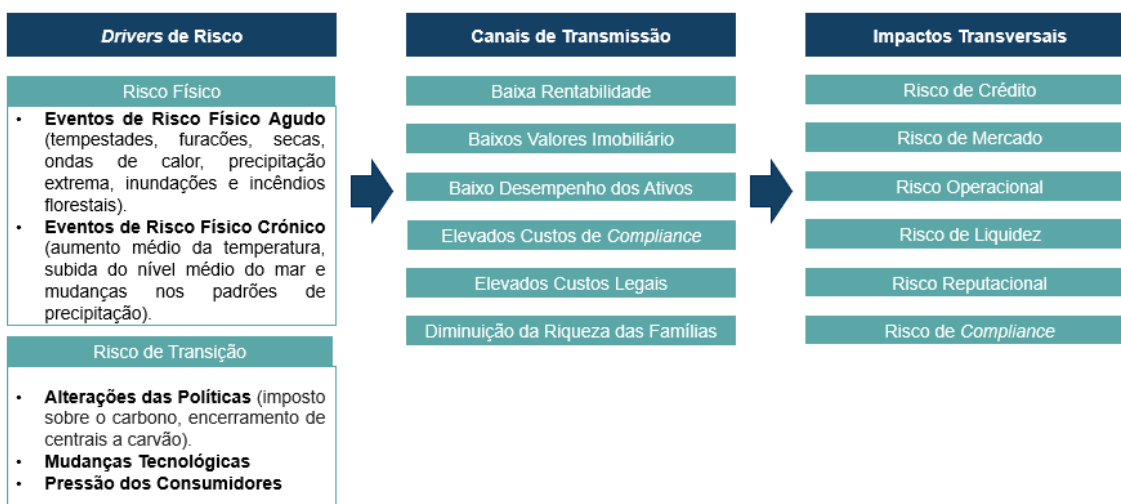 Drivers de Risco
Risco Físico
• Eventos de Risco Físico Agudo
(tempestades, furacões, secas,
ondas de calor, precipitação
extrema, inundações e incêndios
florestais).
• Eventos de Risco Físico Crónico
(aumento médio da temperatura,
subida do nível médio do mar e
mudanças nos padrões de
precipitação).
Risco de Transição
• Alterações das Políticas (imposto
sobre o carbono, encerramento de
centrais a carvão).
• Mudanças Tecnológicas
• Pressão dos Consumidores
Canais de Transmissão
Baixa Rentabilidade
Baixos Valores Imobiliário
Baixo Desempenho dos Ativos
Elevados Custos de Compliance
Elevados Custos Legais
Diminuição da Riqueza das Famílias
Impactos Transversais
Risco de Crédito
Risco de Mercado
Risco Operacional
Risco de Liquidez
Risco Reputacional
Risco de Compliance